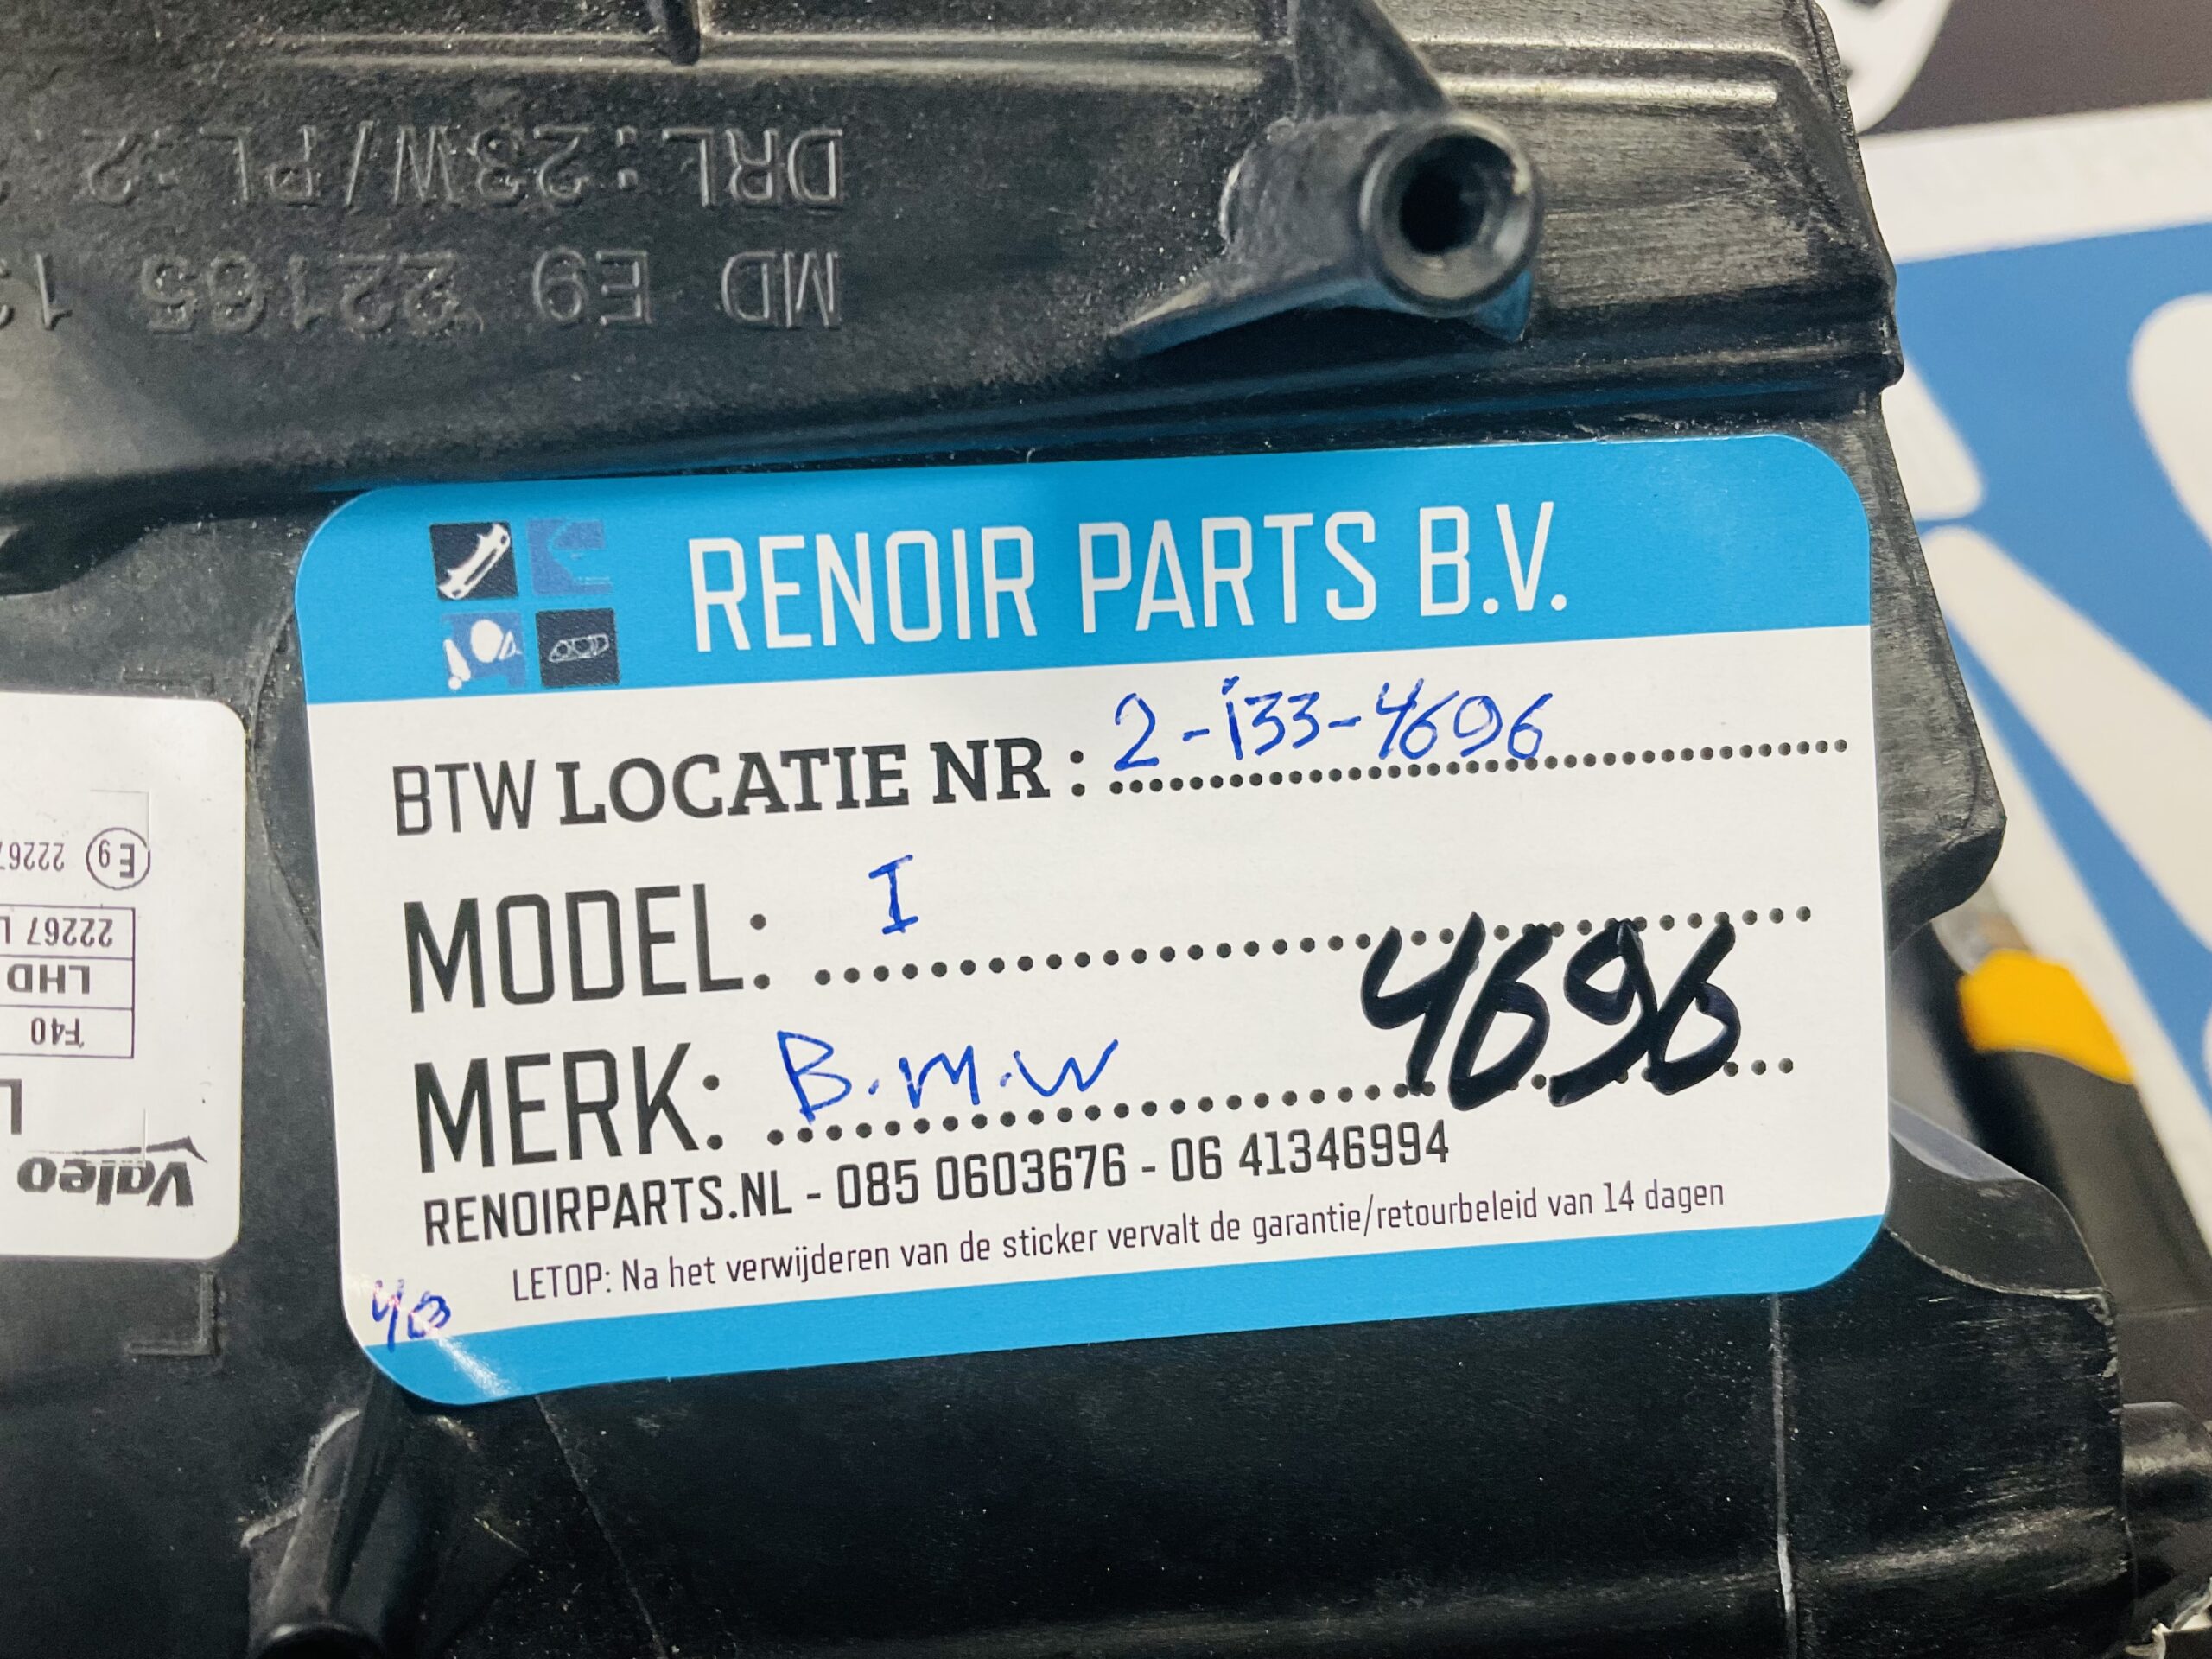 DRL:23W/PL:2
MD E9 22165
RENOIR PARTS B.V.
BTW LOCATIE NR : 2-i33-4696
MODEL: I
4696
MERK: B.M.W
RENOIRPARTS.NL - 085 0603676 - 06 41346994
LETOP: Na het verwijderen van de sticker vervalt de garantie/retourbeleid van 14 dagen
Valeo
L
F40
LHD
22267 L
E9 22267
L